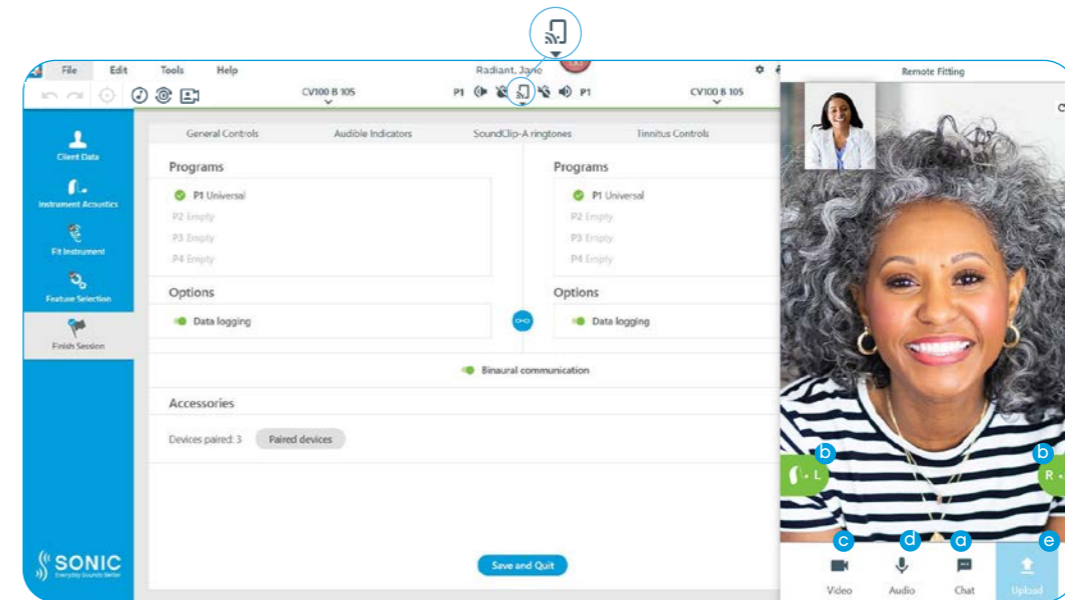 File Edit Tools Help Radiant, Jane Remote Fitting
CV100 B 105 P1 P1 CV100 B 105
General Controls Audible Indicators SoundClip-A ringtones Tinnitus Controls
Client Data
Instrument Acoustics
Fit Instrument
Feature Selection
Finish Session
Programs Programs
P1 Universal P1 Universal
P2 Empty P2 Empty
P3 Empty P3 Empty
P4 Empty P4 Empty
Options Options
Data logging Data logging
Binaural communication
Accessories
Devices paired: 3 Paired devices
b b
L R
c d a e
Video Audio Chat Upload
Save and Quit
SONIC
Everyday Sounds Better